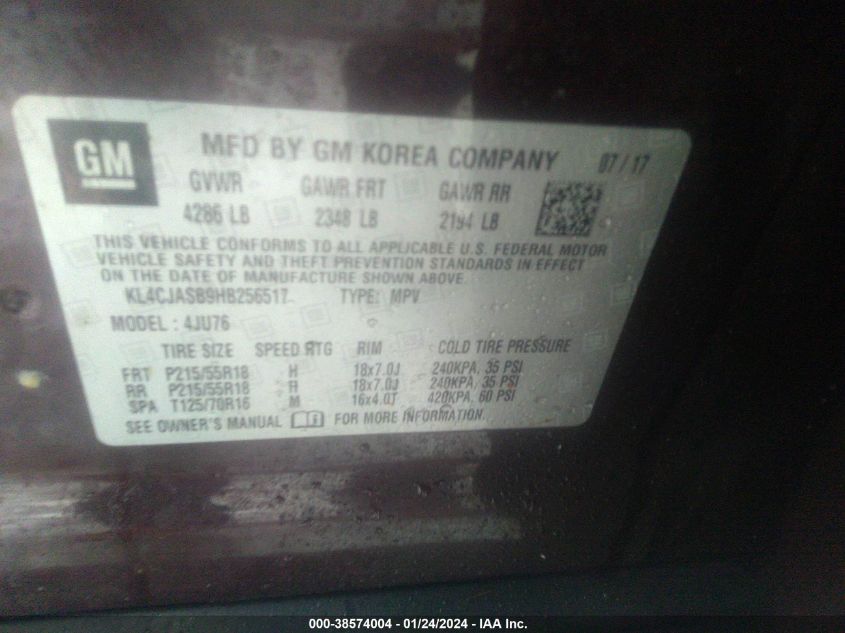 GM
MFD BY GM KOREA COMPANY 07/17
GVWR GAWR FRT GAWR RR
4286 LB 2348 LB 2194 LB
THIS VEHICLE CONFORMS TO ALL APPLICABLE U.S. FEDERAL MOTOR
VEHICLE SAFETY AND THEFT PREVENTION STANDARDS IN EFFECT
ON THE DATE OF MANUFACTURE SHOWN ABOVE.
KL4CJASB9HB256517 TYPE: MPV
MODEL : 4JU76
TIRE SIZE SPEED RTG RIM COLD TIRE PRESSURE
FRT P215/55R18 H 18x7.0J 240KPA, 35 PSI
RR P215/55R18 H 18x7.0J 240KPA, 35 PSI
SPA T125/70R16 M 16x4.0T 420KPA, 60 PSI
SEE OWNER'S MANUAL FOR MORE INFORMATION.
000-38574004 - 01/24/2024 - IAA Inc.